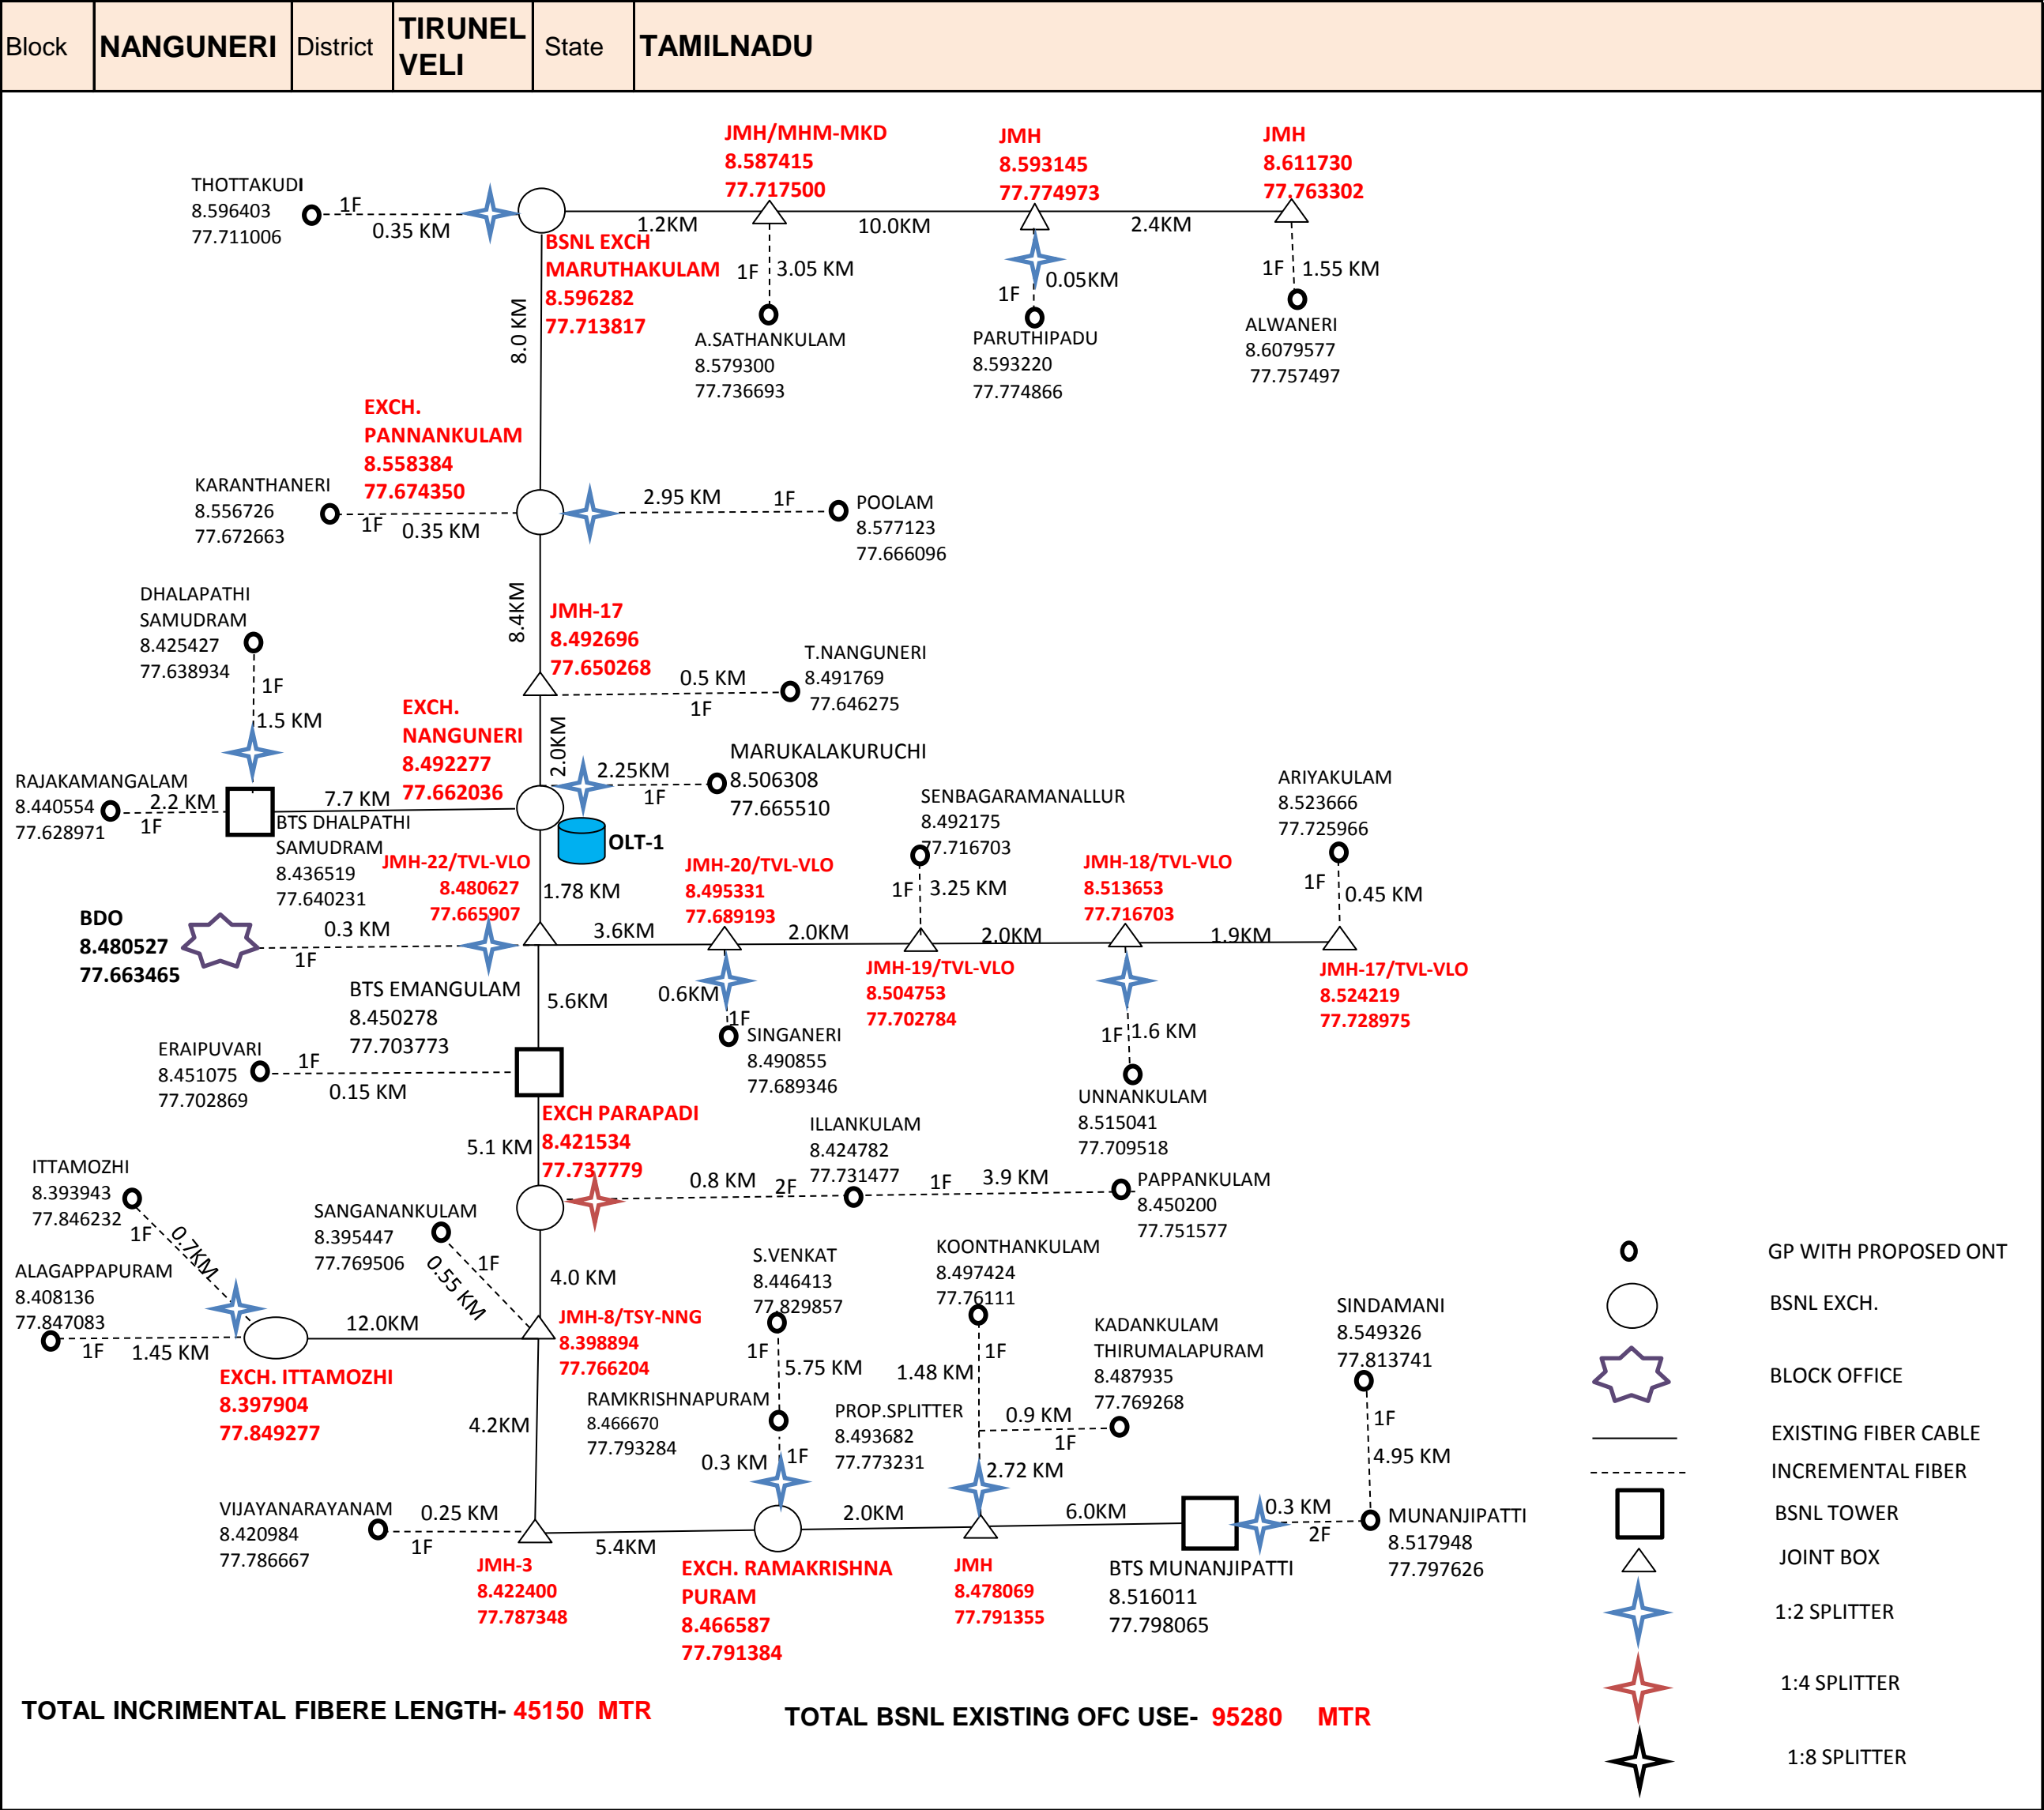 Block NANGUNERI District TIRUNEL VELI State TAMILNADU
JMH/MHM-MKD
8.587415
77.717500
JMH
8.593145
77.774973
JMH
8.611730
77.763302
THOTTAKUDI
8.596403
77.711006
1F
0.35 KM
1.2KM
10.0KM
2.4KM
BSNL EXCH
MARUTHAKULAM
8.596282
77.713817
1F 3.05 KM
1F 0.05KM
1F 1.55 KM
8.0 KM
A.SATHANKULAM
8.579300
77.736693
PARUTHIPADU
8.593220
77.774866
ALWANERI
8.6079577
77.757497
EXCH.
PANNANKULAM
8.558384
77.674350
KARANTHANERI
8.556726
77.672663
1F 0.35 KM
2.95 KM 1F
POOLAM
8.577123
77.666096
DHALAPATHI
SAMUDRAM
8.425427
77.638934
1F
1.5 KM
8.4KM
JMH-17
8.492696
77.650268
T.NANGUNERI
8.491769
77.646275
0.5 KM
1F
EXCH.
NANGUNERI
8.492277
77.662036
2.0KM
2.25KM
1F
MARUKALAKURUCHI
8.506308
77.665510
RAJAKAMANGALAM
8.440554
77.628971
2.2 KM
1F
7.7 KM
BTS DHALPATHI
SAMUDRAM
8.436519
77.640231
OLT-1
SENBAGARAMANALLUR
8.492175
77.716703
ARIYAKULAM
8.523666
77.725966
JMH-22/TVL-VLO
8.480627
77.665907
1.78 KM
JMH-20/TVL-VLO
8.495331
77.689193
1F 3.25 KM
JMH-18/TVL-VLO
8.513653
77.716703
1F 0.45 KM
BDO
8.480527
77.663465
0.3 KM
1F
3.6KM
2.0KM
2.0KM
1.9KM
JMH-19/TVL-VLO
8.504753
77.702784
JMH-17/TVL-VLO
8.524219
77.728975
BTS EMANGULAM
8.450278
77.703773
5.6KM
0.6KM
1F
SINGANERI
8.490855
77.689346
1F 1.6 KM
UNNANKULAM
8.515041
77.709518
ERAIPUVARI
8.451075
77.702869
1F
0.15 KM
EXCH PARAPADI
8.421534
77.737779
5.1 KM
ILLANKULAM
8.424782
77.731477
0.8 KM 2F
1F 3.9 KM
PAPPANKULAM
8.450200
77.751577
ITTAMOZHI
8.393943
77.846232
1F 0.7KM
SANGANANKULAM
8.395447
77.769506
1F
0.55 KM
4.0 KM
ALAGAPPAPURAM
8.408136
77.847083
1F 1.45 KM
12.0KM
EXCH. ITTAMOZHI
8.397904
77.849277
JMH-8/TSY-NNG
8.398894
77.766204
S.VENKAT
8.446413
77.829857
1F
5.75 KM
KOONTHANKULAM
8.497424
77.76111
1F
1.48 KM
KADANKULAM
THIRUMALAPURAM
8.487935
77.769268
0.9 KM
1F
SINDAMANI
8.549326
77.813741
1F
4.95 KM
4.2KM
RAMKRISHNAPURAM
8.466670
77.793284
0.3 KM 1F
PROP.SPLITTER
8.493682
77.773231
2.72 KM
VIJAYANARAYANAM
8.420984
77.786667
0.25 KM
1F
5.4KM
2.0KM
6.0KM
0.3 KM
2F
MUNANJIPATTI
8.517948
77.797626
JMH-3
8.422400
77.787348
EXCH. RAMAKRISHNA
PURAM
8.466587
77.791384
JMH
8.478069
77.791355
BTS MUNANJIPATTI
8.516011
77.798065
GP WITH PROPOSED ONT
BSNL EXCH.
BLOCK OFFICE
EXISTING FIBER CABLE
INCREMENTAL FIBER
BSNL TOWER
JOINT BOX
1:2 SPLITTER
1:4 SPLITTER
1:8 SPLITTER
TOTAL INCRIMENTAL FIBERE LENGTH- 45150 MTR
TOTAL BSNL EXISTING OFC USE- 95280 MTR